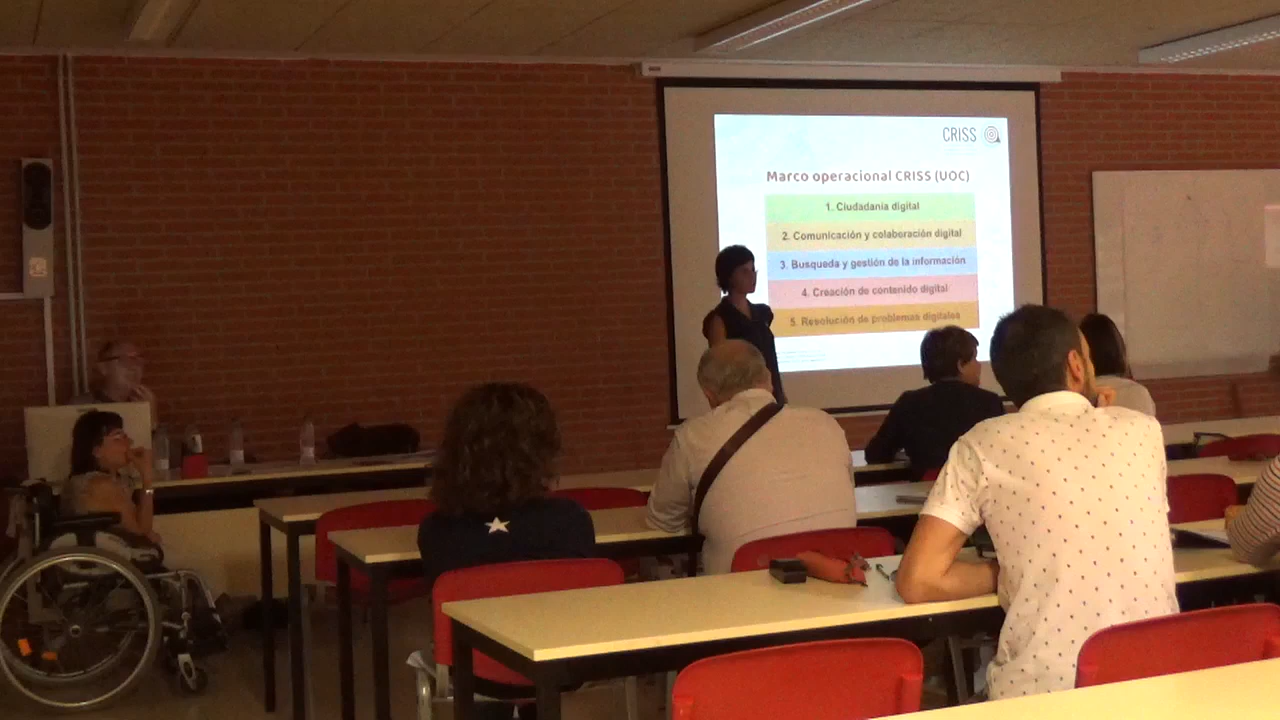 CRISS
Marco operacional CRISS (UOC)
1. Ciudadanía digital
2. Comunicación y colaboración digital
3. Busqueda y gestión de la información
4. Creación de contenido digital
5. Resolución de problemas digitales